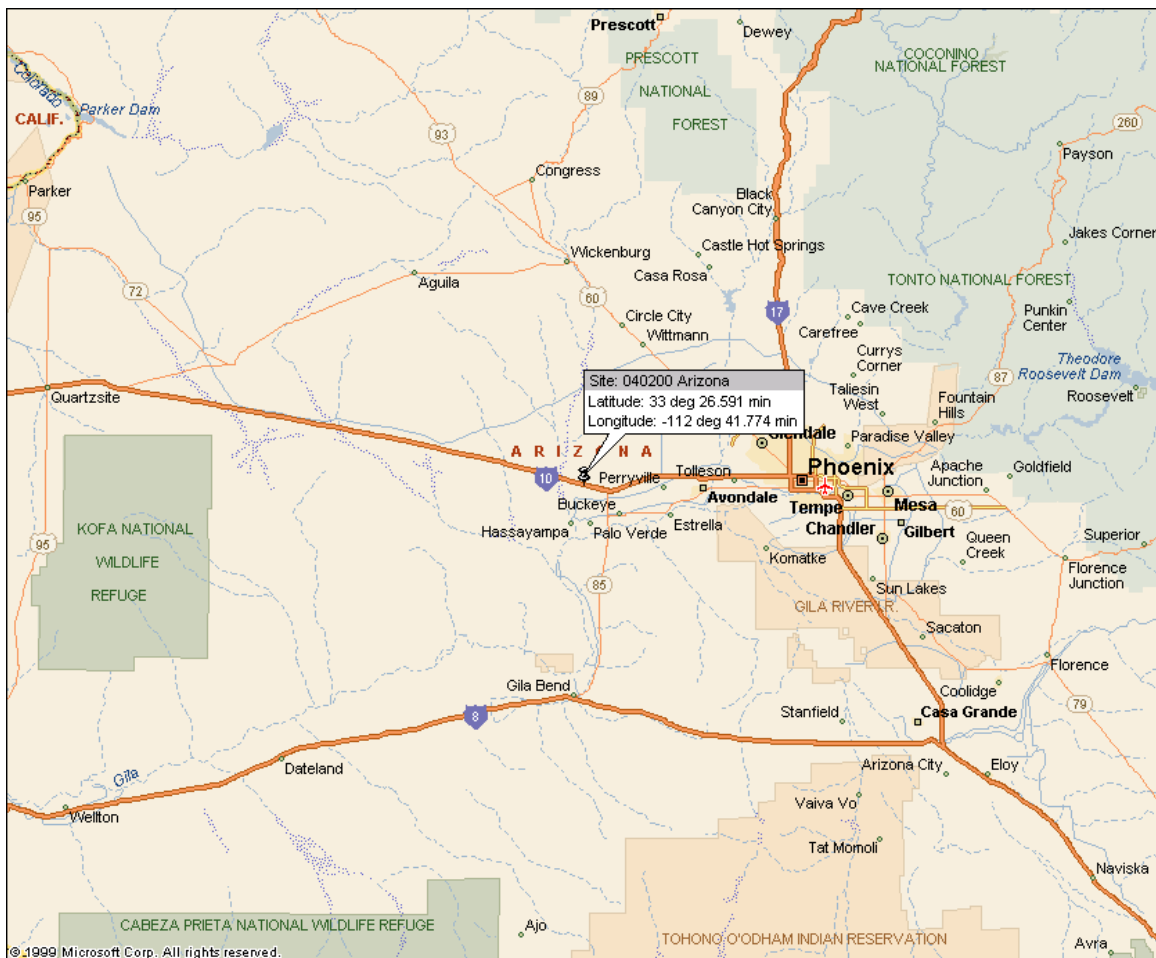 Prescott
Dewey
COCONINO
NATIONAL FOREST
PRESCOTT
NATIONAL
FOREST
Colorado
Parker Dam
CALIF.
89
93
260
Payson
Congress
Parker
95
Black
Canyon City
Jakes Corner
Wickenburg
Castle Hot Springs
Casa Rosa
Aguila
TONTO NATIONAL FOREST
72
60
17
Circle City
Wittmann
Cave Creek
Carefree
Punkin
Center
Currys
Corner
Theodore
Roosevelt Dam
87
Site: 040200 Arizona
Latitude: 33 deg 26.591 min
Longitude: -112 deg 41.774 min
Quartzsite
Taliesin
West
Roosevelt
Fountain
Hills
Glendale
Paradise Valley
ARIZONA
10
Perryville
Tolleson
Phoenix
Apache
Junction
Goldfield
Avondale
Buckeye
Tempe
Mesa
60
Hassayampa
Palo Verde
Estrella
Chandler
Gilbert
Queen
Creek
Superior
KOFA NATIONAL
WILDLIFE
REFUGE
95
Komatke
Florence
Junction
85
Sun Lakes
GILA RIVER I.R.
Sacaton
Florence
Gila Bend
Coolidge
79
8
Stanfield
Casa Grande
Dateland
Arizona City
Eloy
Gila
Wellton
Vaiva Vo
Tat Momoli
Naviska
CABEZA PRIETA NATIONAL WILDLIFE REFUGE
Ajo
TOHONO O'ODHAM INDIAN RESERVATION
Avra
© 1999 Microsoft Corp. All rights reserved.